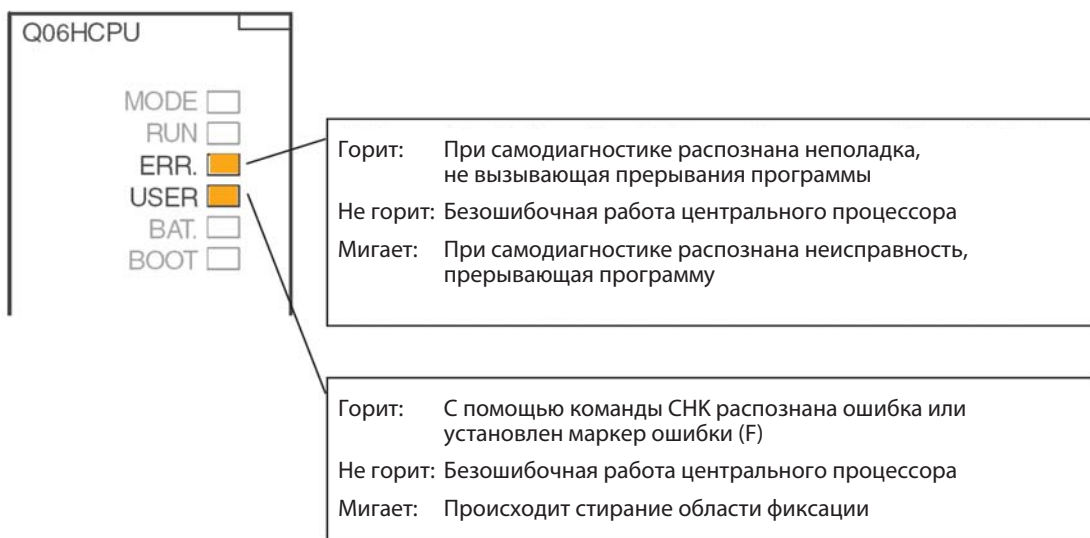 Q06HCPU
MODE
RUN
ERR.
USER
BAT.
BOOT
Горит: При самодиагностике распознана неполадка,
не вызывающая прерывания программы
Не горит: Безошибочная работа центрального процессора
Мигает: При самодиагностике распознана неисправность,
прерывающая программу
Горит: С помощью команды CHK распознана ошибка или
установлен маркер ошибки (F)
Не горит: Безошибочная работа центрального процессора
Мигает: Происходит стирание области фиксации